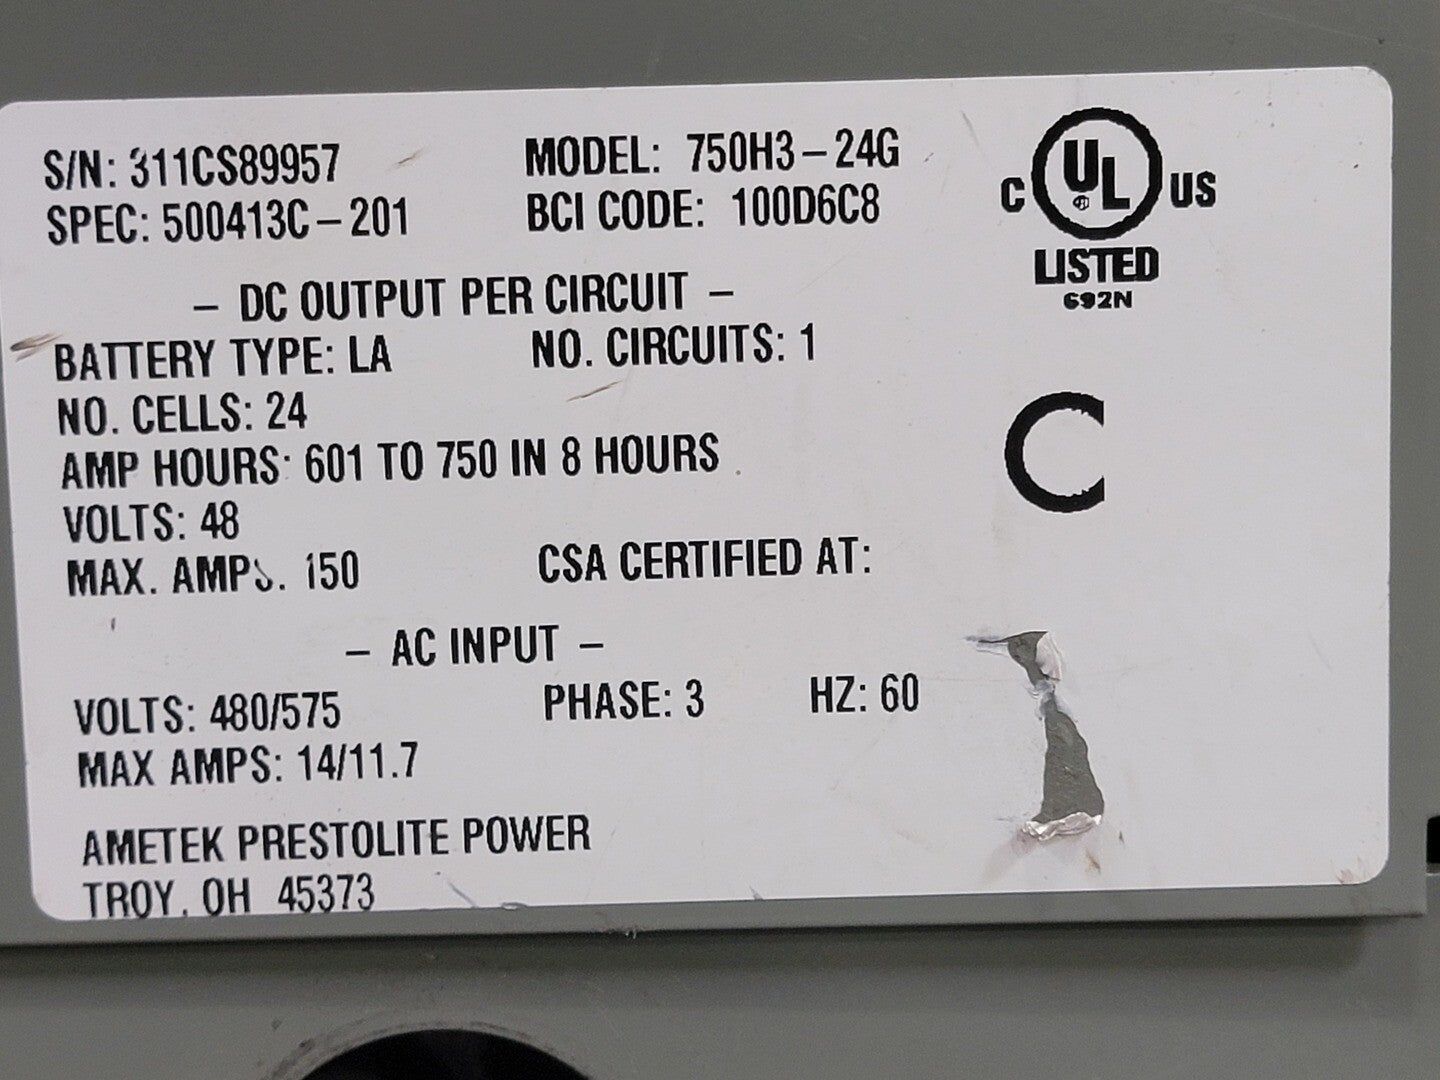 S/N: 311CS89957 MODEL: 750H3-24G
SPEC: 500413C-201 BCI CODE: 100D6C8
C UL US
LISTED
692N
- DC OUTPUT PER CIRCUIT -
BATTERY TYPE: LA NO. CIRCUITS: 1
NO. CELLS: 24
AMP HOURS: 601 TO 750 IN 8 HOURS
C
VOLTS: 48
MAX. AMPS. 150 CSA CERTIFIED AT:
- AC INPUT -
VOLTS: 480/575 PHASE: 3 HZ: 60
MAX AMPS: 14/11.7
AMETEK PRESTOLITE POWER
TROY, OH 45373